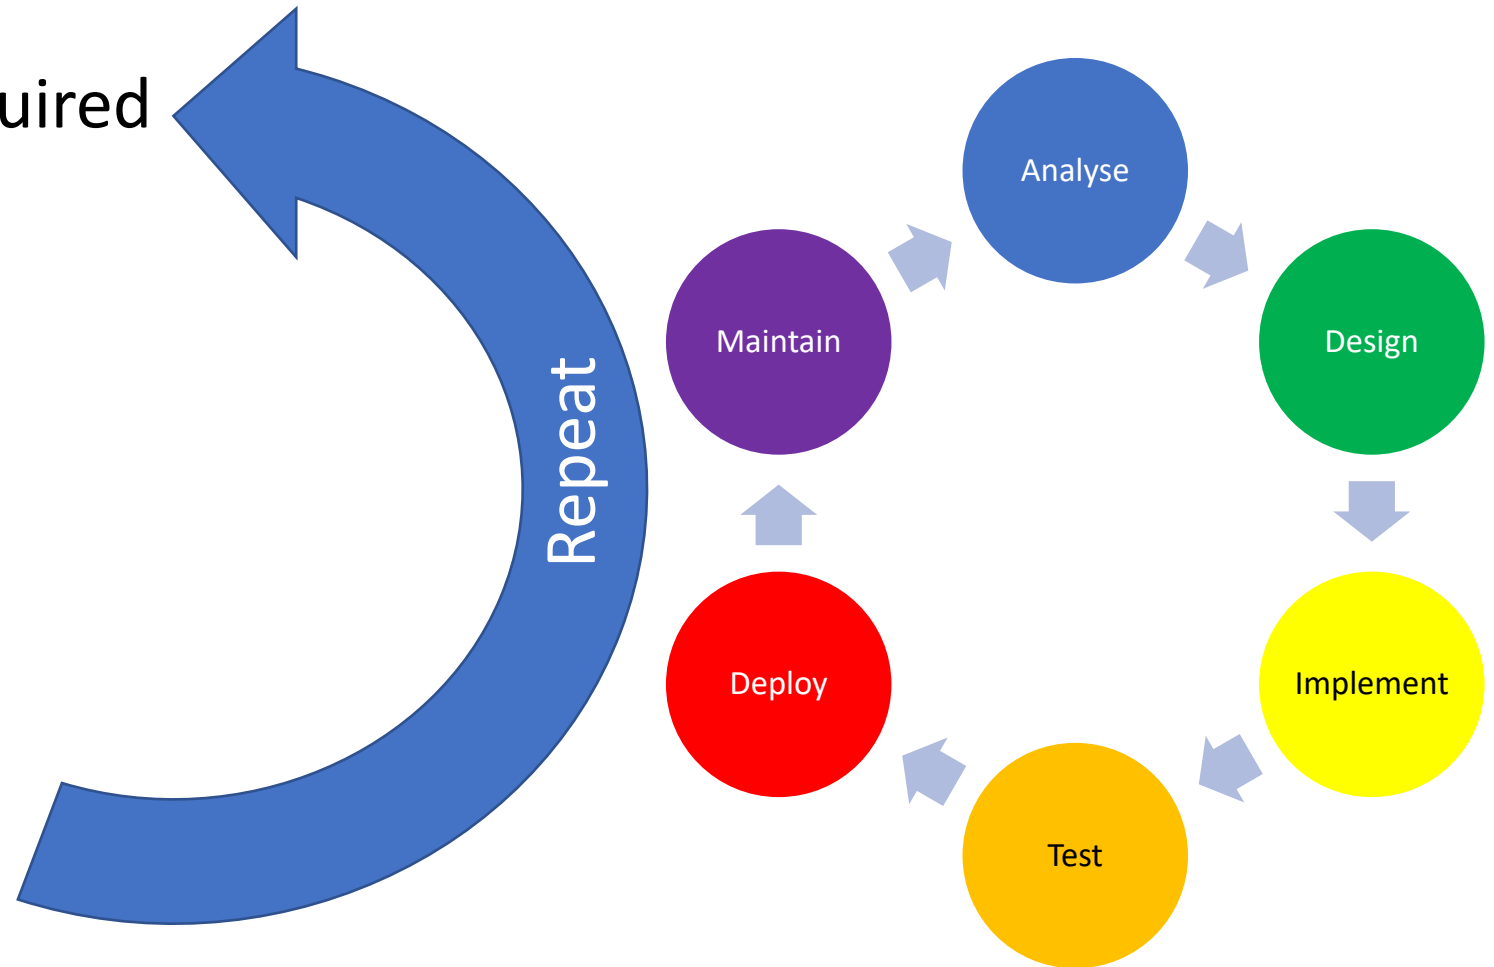 uired
Repeat
Analyse
Design
Implement
Test
Deploy
Maintain